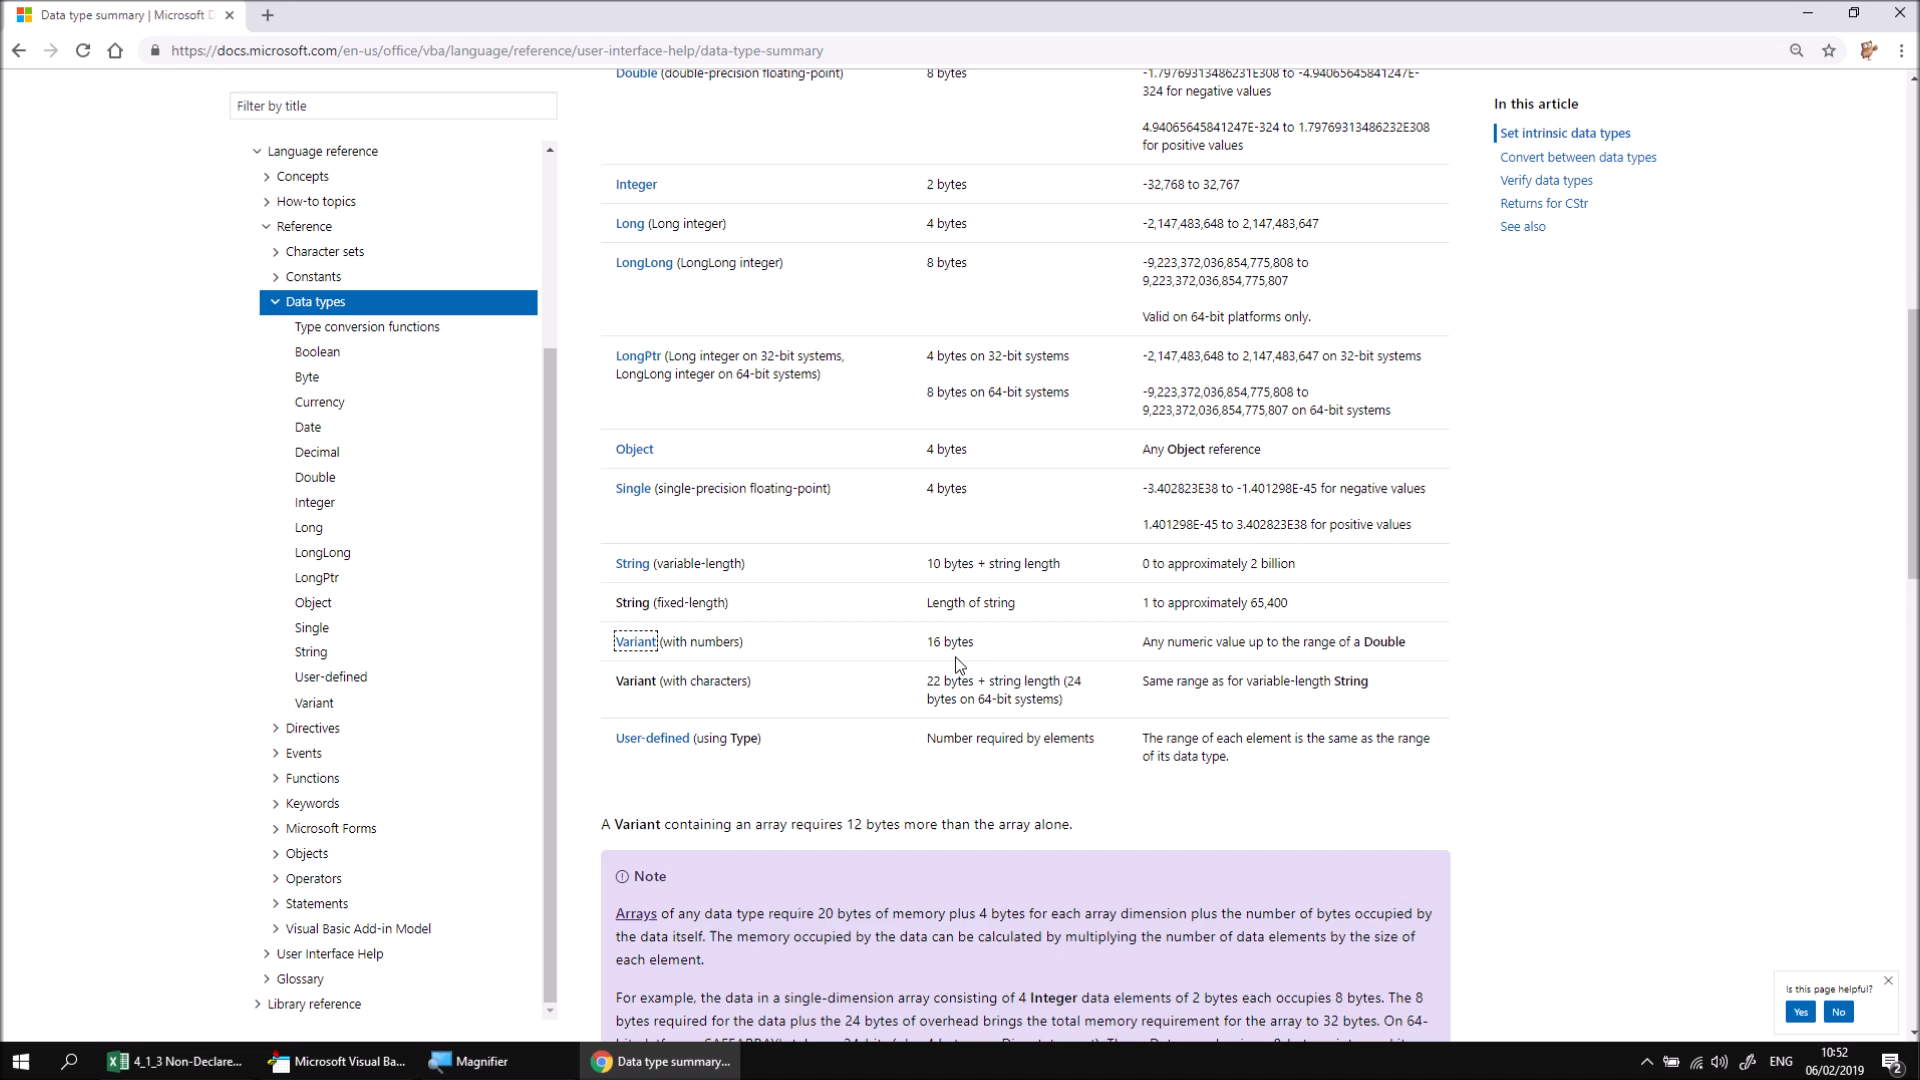 Data type summary | Microsoft D
https://docs.microsoft.com/en-us/office/vba/language/reference/user-interface-help/data-type-summary
Filter by title
Language reference
Concepts
How-to topics
Reference
Character sets
Constants
Data types
Type conversion functions
Boolean
Byte
Currency
Date
Decimal
Double
Integer
Long
LongLong
LongPtr
Object
Single
String
User-defined
Variant
Directives
Events
Functions
Keywords
Microsoft Forms
Objects
Operators
Statements
Visual Basic Add-in Model
User Interface Help
Glossary
Library reference
Double (double-precision floating-point) 8 bytes -1.79769313486231E308 to -4.94065645841247E-
324 for negative values
4.94065645841247E-324 to 1.79769313486232E308
for positive values
Integer 2 bytes -32,768 to 32,767
Long (Long integer) 4 bytes -2,147,483,648 to 2,147,483,647
LongLong (LongLong integer) 8 bytes -9,223,372,036,854,775,808 to
9,223,372,036,854,775,807
Valid on 64-bit platforms only.
LongPtr (Long integer on 32-bit systems, 4 bytes on 32-bit systems -2,147,483,648 to 2,147,483,647 on 32-bit systems
LongLong integer on 64-bit systems)
8 bytes on 64-bit systems -9,223,372,036,854,775,808 to
9,223,372,036,854,775,807 on 64-bit systems
Object 4 bytes Any Object reference
Single (single-precision floating-point) 4 bytes -3.402823E38 to -1.401298E-45 for negative values
1.401298E-45 to 3.402823E38 for positive values
String (variable-length) 10 bytes + string length 0 to approximately 2 billion
String (fixed-length) Length of string 1 to approximately 65,400
Variant (with numbers) 16 bytes Any numeric value up to the range of a Double
Variant (with characters) 22 bytes + string length (24 Same range as for variable-length String
bytes on 64-bit systems)
User-defined (using Type) Number required by elements The range of each element is the same as the range
of its data type.
A Variant containing an array requires 12 bytes more than the array alone.
Note
Arrays of any data type require 20 bytes of memory plus 4 bytes for each array dimension plus the number of bytes occupied by
the data itself. The memory occupied by the data can be calculated by multiplying the number of data elements by the size of
each element.
For example, the data in a single-dimension array consisting of 4 Integer data elements of 2 bytes each occupies 8 bytes. The 8
bytes required for the data plus the 24 bytes of overhead brings the total memory requirement for the array to 32 bytes. On 64-
In this article
Set intrinsic data types
Convert between data types
Verify data types
Returns for CStr
See also
Is this page helpful?
Yes No
4_1_3 Non-Declare...
Microsoft Visual Ba...
Magnifier
Data type summary...
ENG
10:52
06/02/2019
2